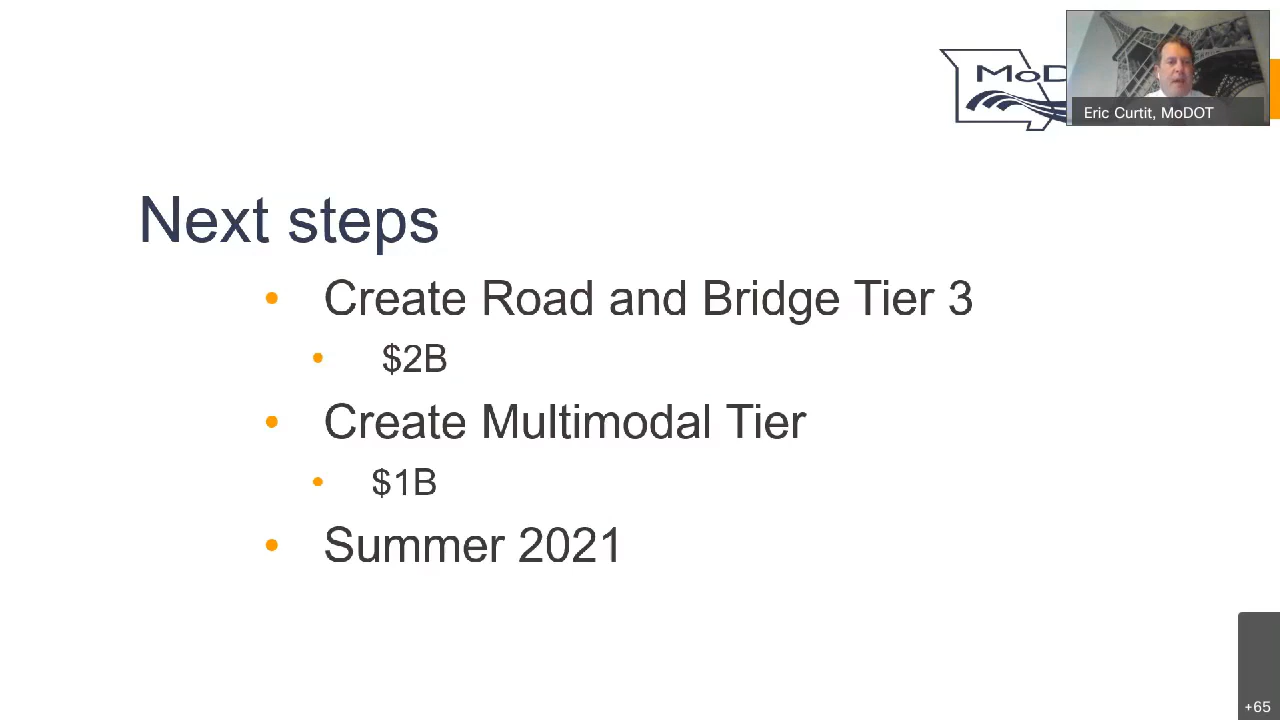 MoD
Eric Curtit, MoDOT
Next steps
• Create Road and Bridge Tier 3
• $2B
• Create Multimodal Tier
• $1B
• Summer 2021
+65